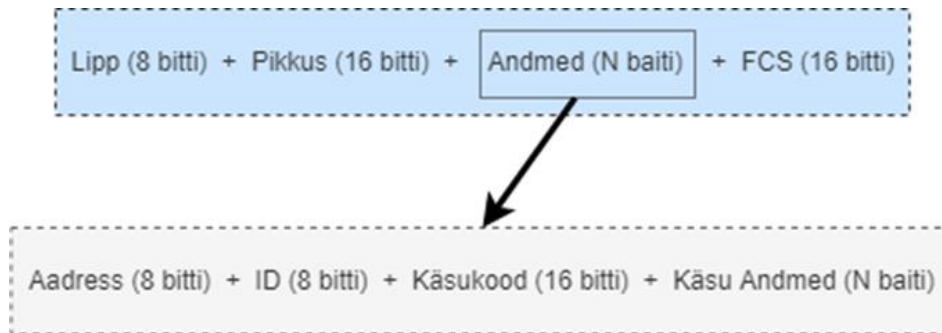 Lipp (8 bitti) + Pikkus (16 bitti) + Andmed (N baiti) + FCS (16 bitti)
Aadress (8 bitti) + ID (8 bitti) + Käsukood (16 bitti) + Käsu Andmed (N baiti)